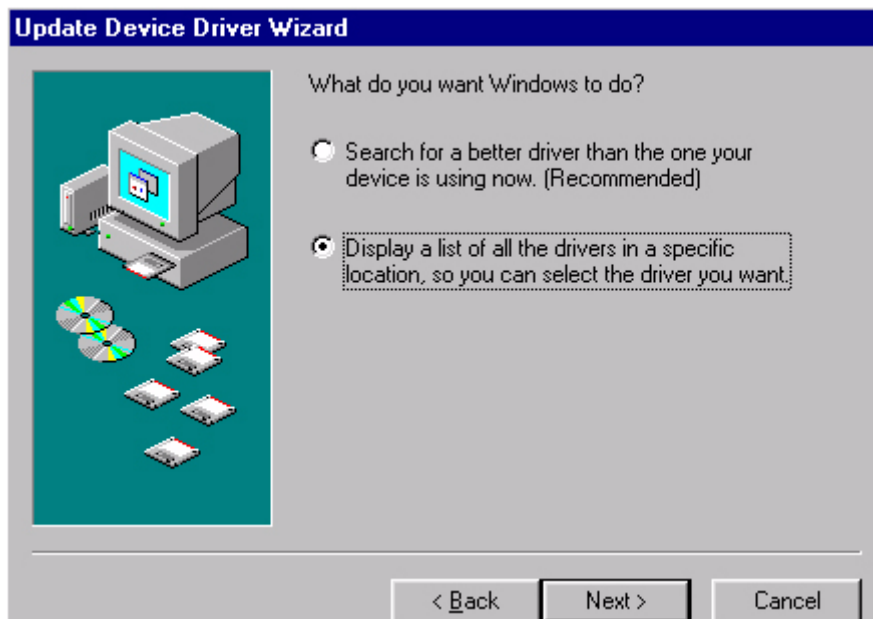 Update Device Driver Wizard
What do you want Windows to do?
Search for a better driver than the one your
device is using now. (Recommended)
Display a list of all the drivers in a specific
location, so you can select the driver you want.
< Back
Next >
Cancel